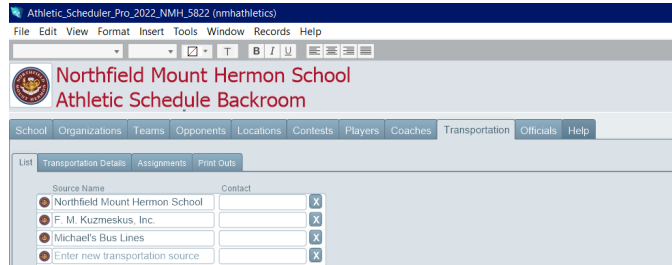 Athletic_Scheduler_Pro_2022_NMH_5822 (nmhathletics)
File Edit View Format Insert Tools Window Records Help
T B I U
Northfield Mount Hermon School
Athletic Schedule Backroom
School Organizations Teams Opponents Locations Contests Players Coaches Transportation Officials Help
List Transportation Details Assignments Print Outs
Source Name Contact
Northfield Mount Hermon School X
F. M. Kuzmeskus, Inc. X
Michael's Bus Lines X
Enter new transportation source X